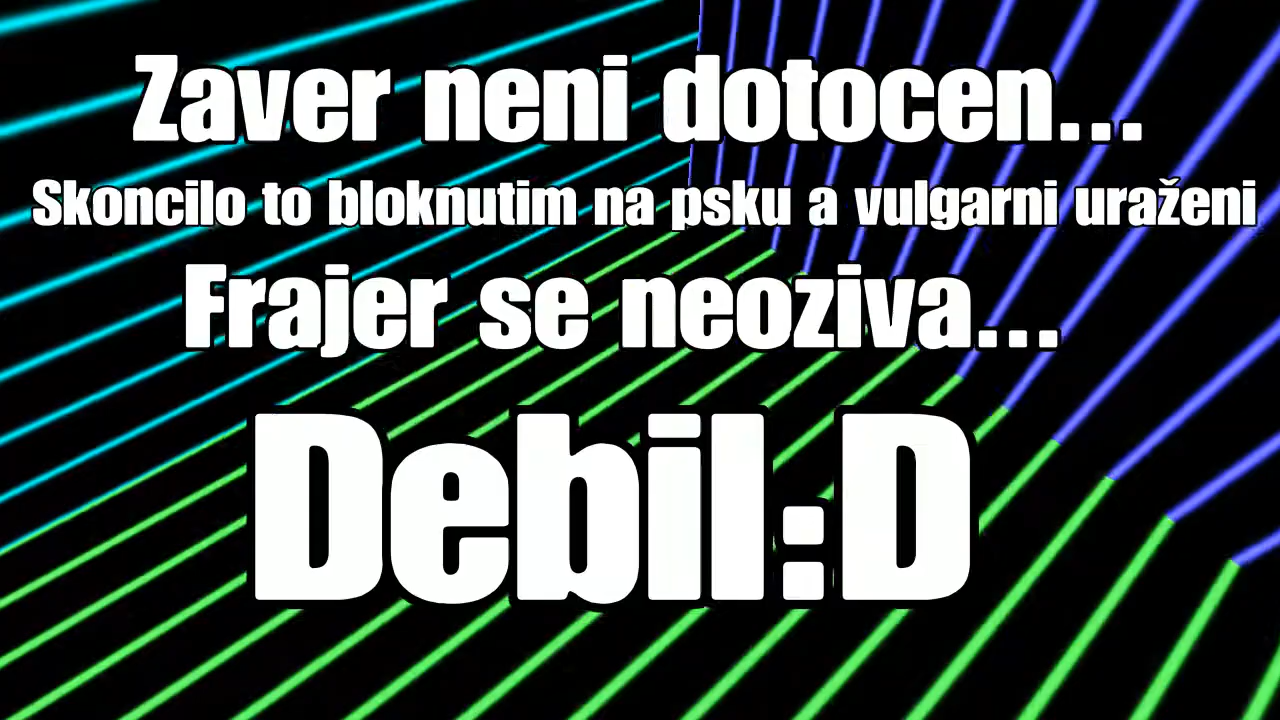 Zaver neni dotocen...
Skoncilo to bloknutim na psku a vulgarni uraženi
Frajer se neoziva...
Debil:D